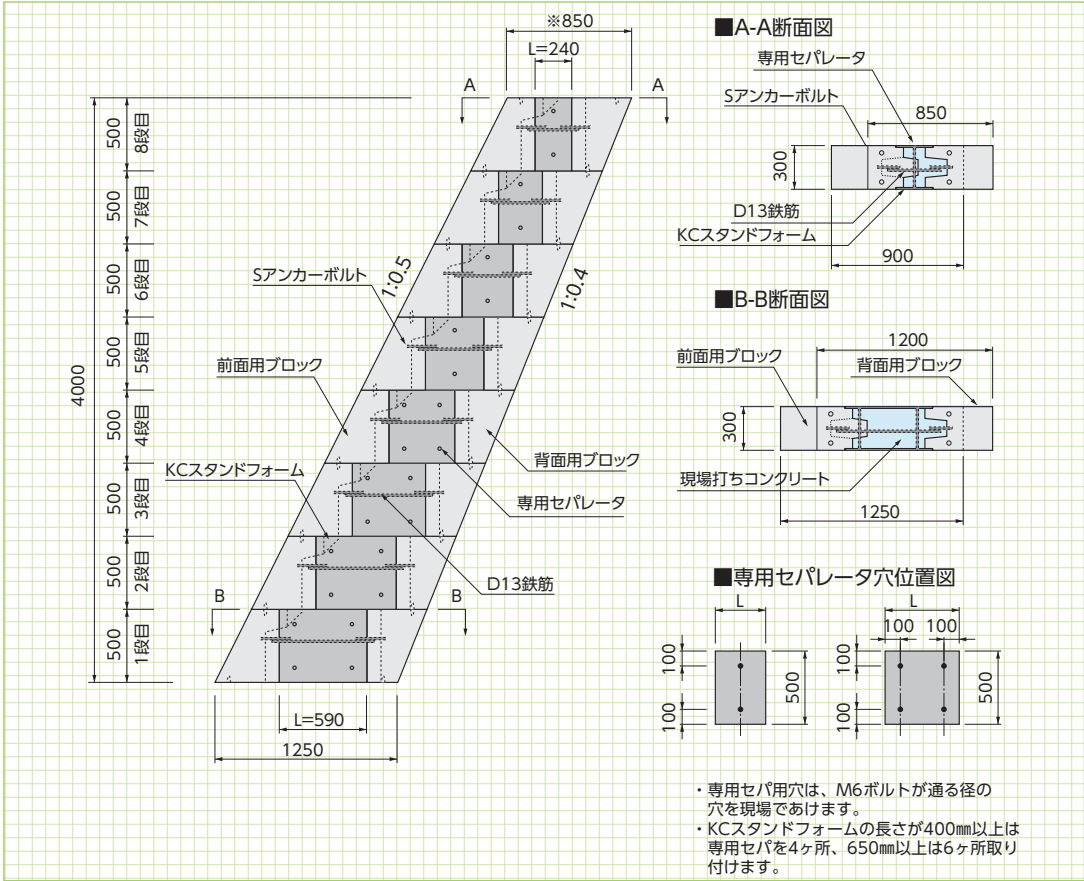 ※850
L=240
A
A
4000
500
8段目
500
7段目
500
6段目
500
5段目
500
4段目
500
3段目
500
2段目
500
1段目
1:0.5
1:0.4
Sアンカーボルト
前面用ブロック
KCスタンドフォーム
背面用ブロック
専用セパレータ
D13鉄筋
B
B
L=590
1250
■A-A断面図
専用セパレータ
Sアンカーボルト
850
300
D13鉄筋
KCスタンドフォーム
900
■B-B断面図
1200
前面用ブロック
背面用ブロック
300
現場打ちコンクリート
1250
■専用セパレータ穴位置図
L
100
100
500
L
100
100
100
100
500
・専用セパ用穴は、M6ボルトが通る径の
穴を現場であけます。
・KCスタンドフォームの長さが400㎜以上は
専用セパを4ヶ所、650㎜以上は6ヶ所取り
付けます。